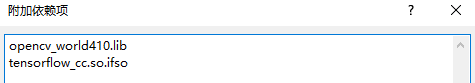 附加依赖项
?
opencv_world410.lib
tensorflow_cc.so.ifso